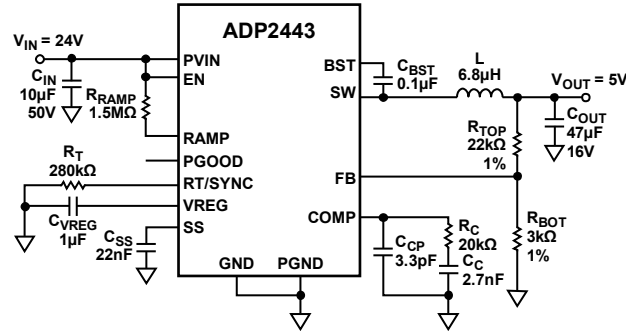 ADP2443
V_IN = 24V
C_IN
10µF
50V
R_RAMP
1.5MΩ
R_T
280kΩ
C_VREG
1µF
C_SS
22nF
PVIN
EN
RAMP
PGOOD
RT/SYNC
VREG
SS
GND
PGND
BST
SW
FB
COMP
C_BST
0.1µF
L
6.8µH
V_OUT = 5V
C_OUT
47µF
16V
R_TOP
22kΩ
1%
R_BOT
3kΩ
1%
C_CP
3.3pF
R_C
20kΩ
C_C
2.7nF